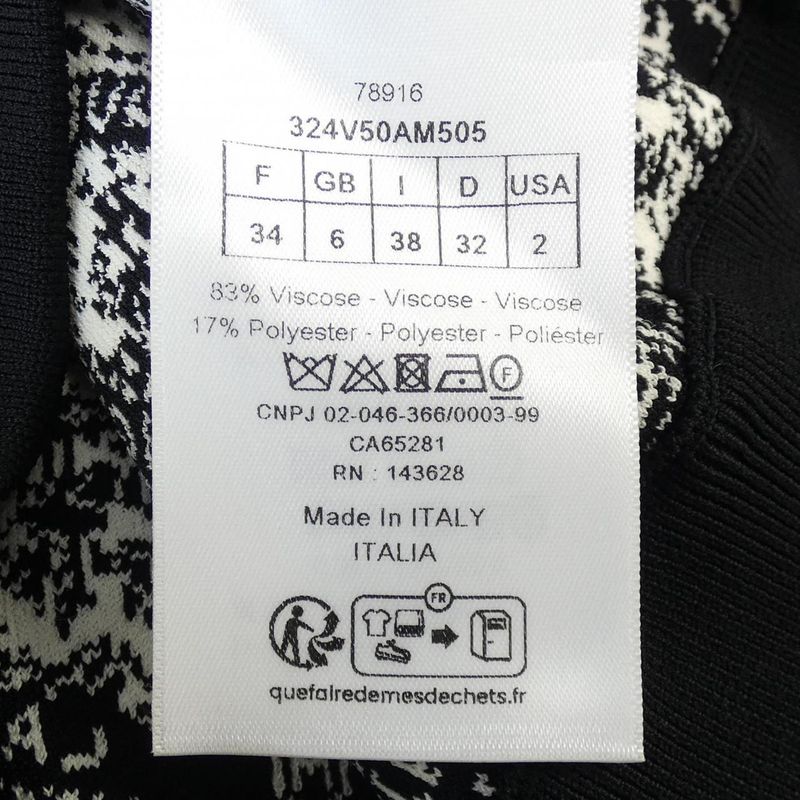 78916
324V50AM505
F GB I D USA
34 6 38 32 2
83% Viscose - Viscose - Viscose
17% Polyester - Polyester - Poliéster
F
CNPJ 02-046-366/0003-99
CA65281
RN : 143628
Made In ITALY
ITALIA
FR
quefairedemesdechets.fr